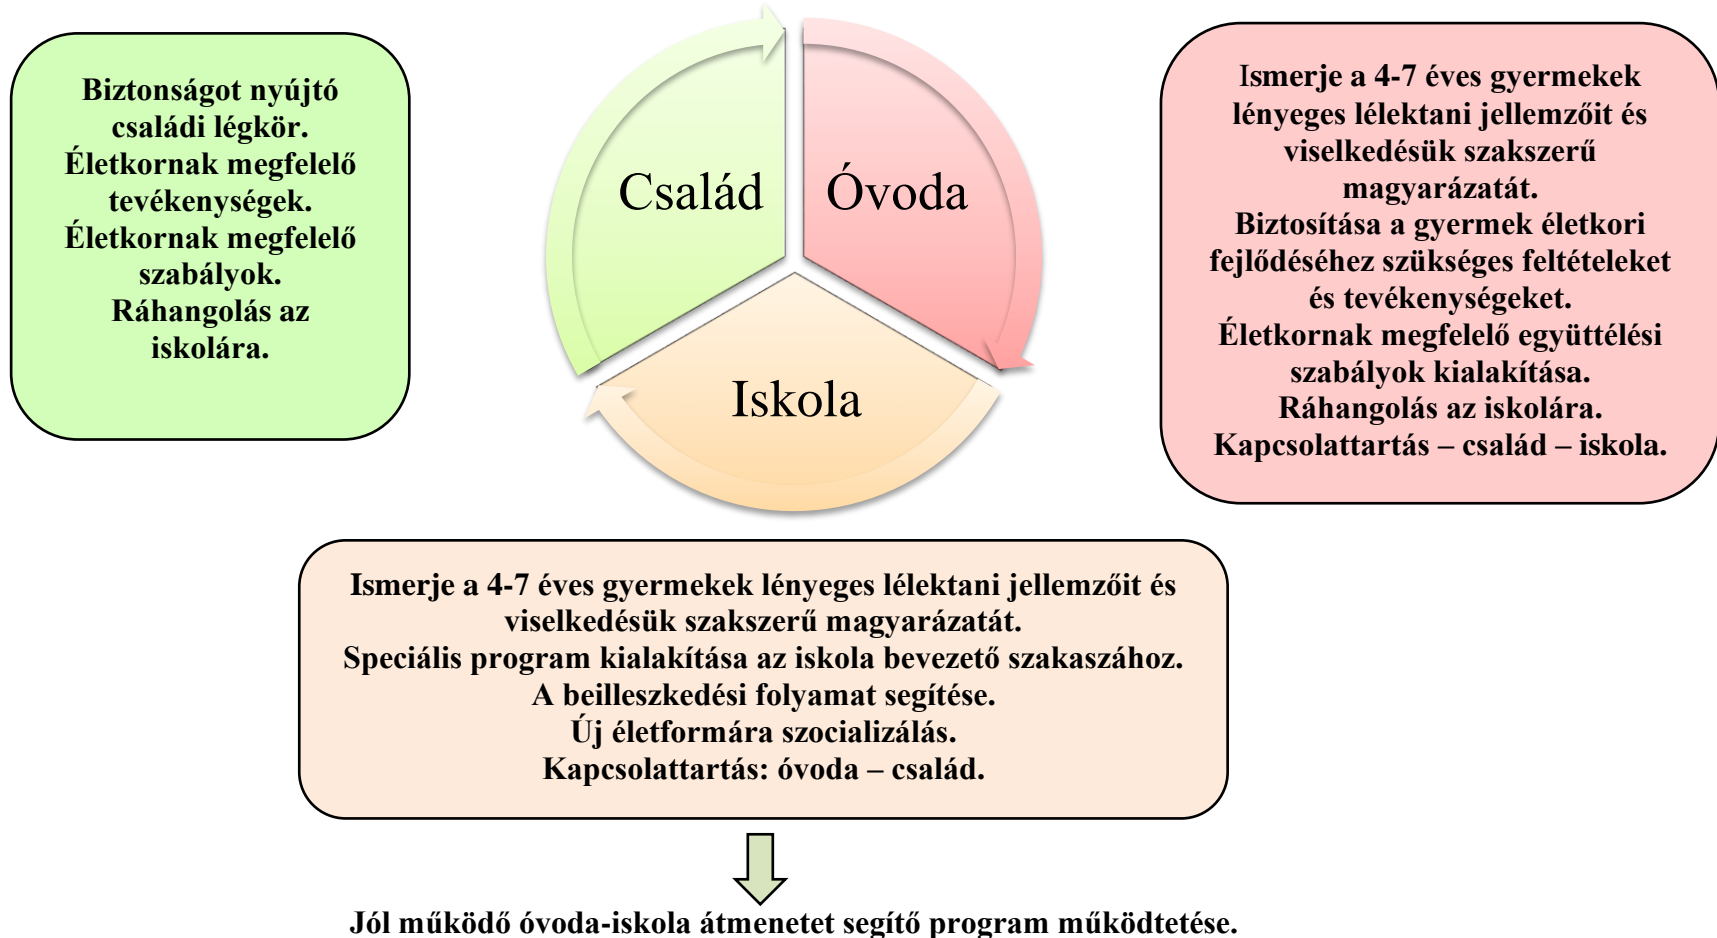 Biztonságot nyújtó
családi légkör.
Életkornak megfelelő
tevékenységek.
Életkornak megfelelő
szabályok.
Ráhangolás az
iskolára.
Család
Óvoda
Iskola
Ismerje a 4-7 éves gyermekek
lényeges lélektani jellemzőit és
viselkedésük szakszerű
magyarázatát.
Biztosítása a gyermek életkori
fejlődéséhez szükséges feltételeket
és tevékenységeket.
Életkornak megfelelő együttélési
szabályok kialakítása.
Ráhangolás az iskolára.
Kapcsolattartás – család – iskola.
Ismerje a 4-7 éves gyermekek lényeges lélektani jellemzőit és
viselkedésük szakszerű magyarázatát.
Speciális program kialakítása az iskola bevezető szakaszához.
A beilleszkedési folyamat segítése.
Új életformára szocializálás.
Kapcsolattartás: óvoda – család.
Jól működő óvoda-iskola átmenetet segítő program működtetése.